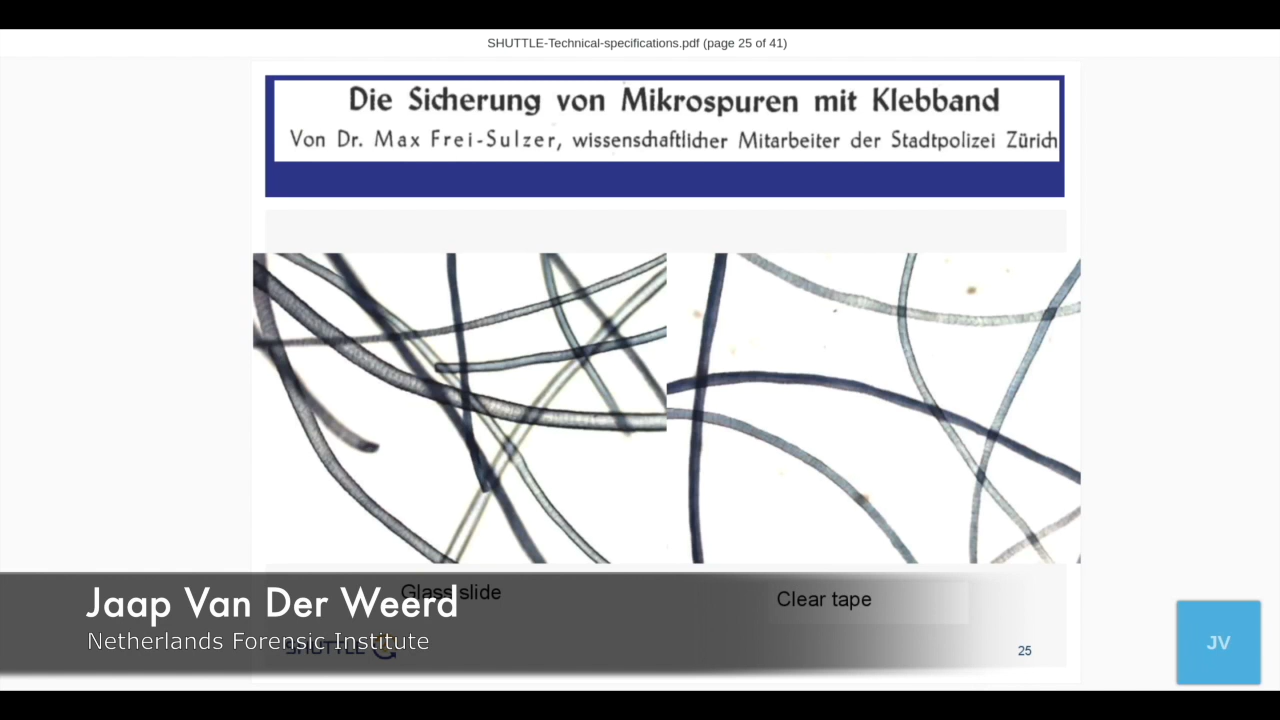 SHUTTLE-Technical-specifications.pdf (page 25 of 41)
Die Sicherung von Mikrospuren mit Klebband
Von Dr. Max Frei-Sulzer, wissenschaftlicher Mitarbeiter der Stadtpolizei Zürich
Glass slide
Clear tape
Jaap Van Der Weerd
Netherlands Forensic Institute
SHUTTLE
25
JV